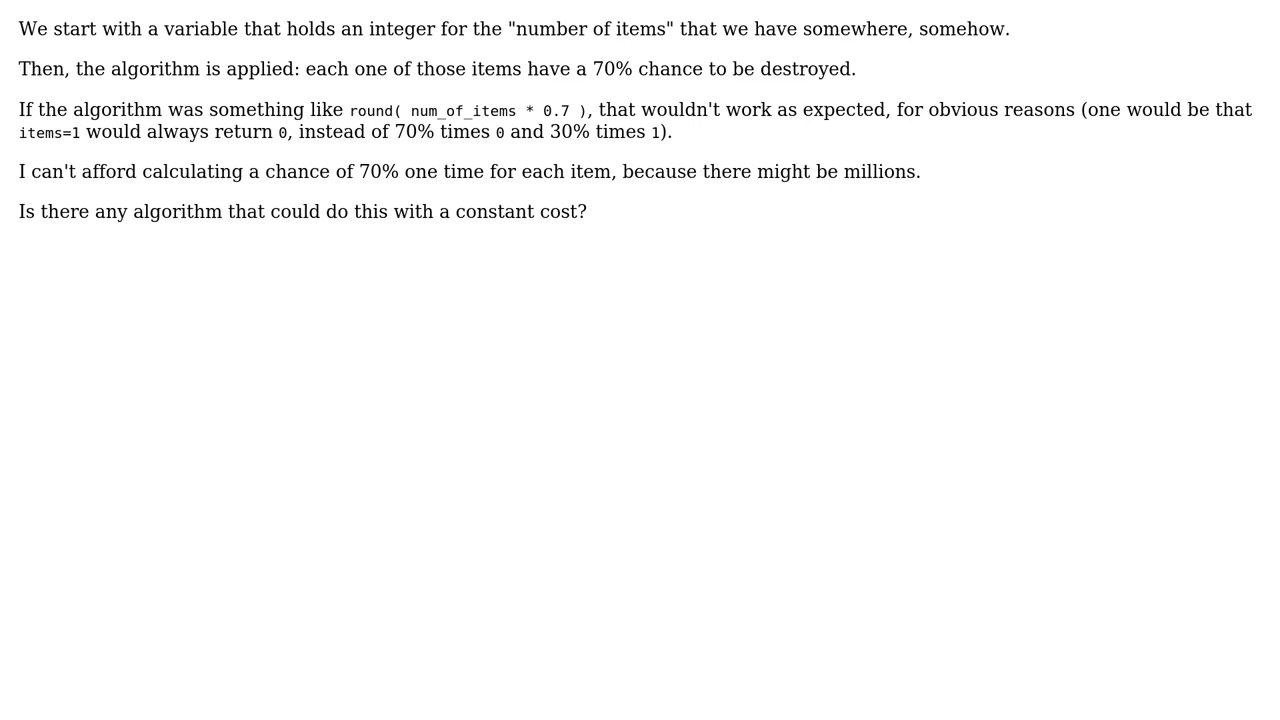 We start with a variable that holds an integer for the "number of items" that we have somewhere, somehow.
Then, the algorithm is applied: each one of those items have a 70% chance to be destroyed.
If the algorithm was something like round( num_of_items * 0.7 ), that wouldn't work as expected, for obvious reasons (one would be that
items=1 would always return 0, instead of 70% times 0 and 30% times 1).
I can't afford calculating a chance of 70% one time for each item, because there might be millions.
Is there any algorithm that could do this with a constant cost?